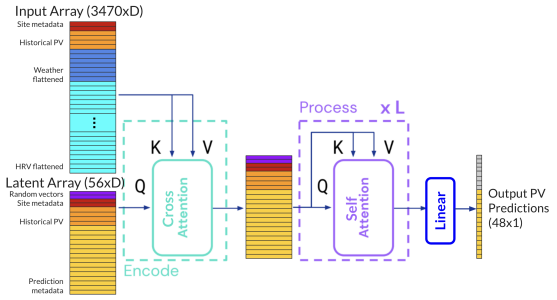 Input Array (3470xD)
Site metadata
Historical PV
Weather
flattened
HRV flattened
Latent Array (56xD)
Random vectors
Site metadata
Historical PV
Prediction
metadata
K
V
Q
Cross
Attention
Encode
Process
x L
K
V
Q
Self
Attention
Linear
Output PV
Predictions
(48x1)